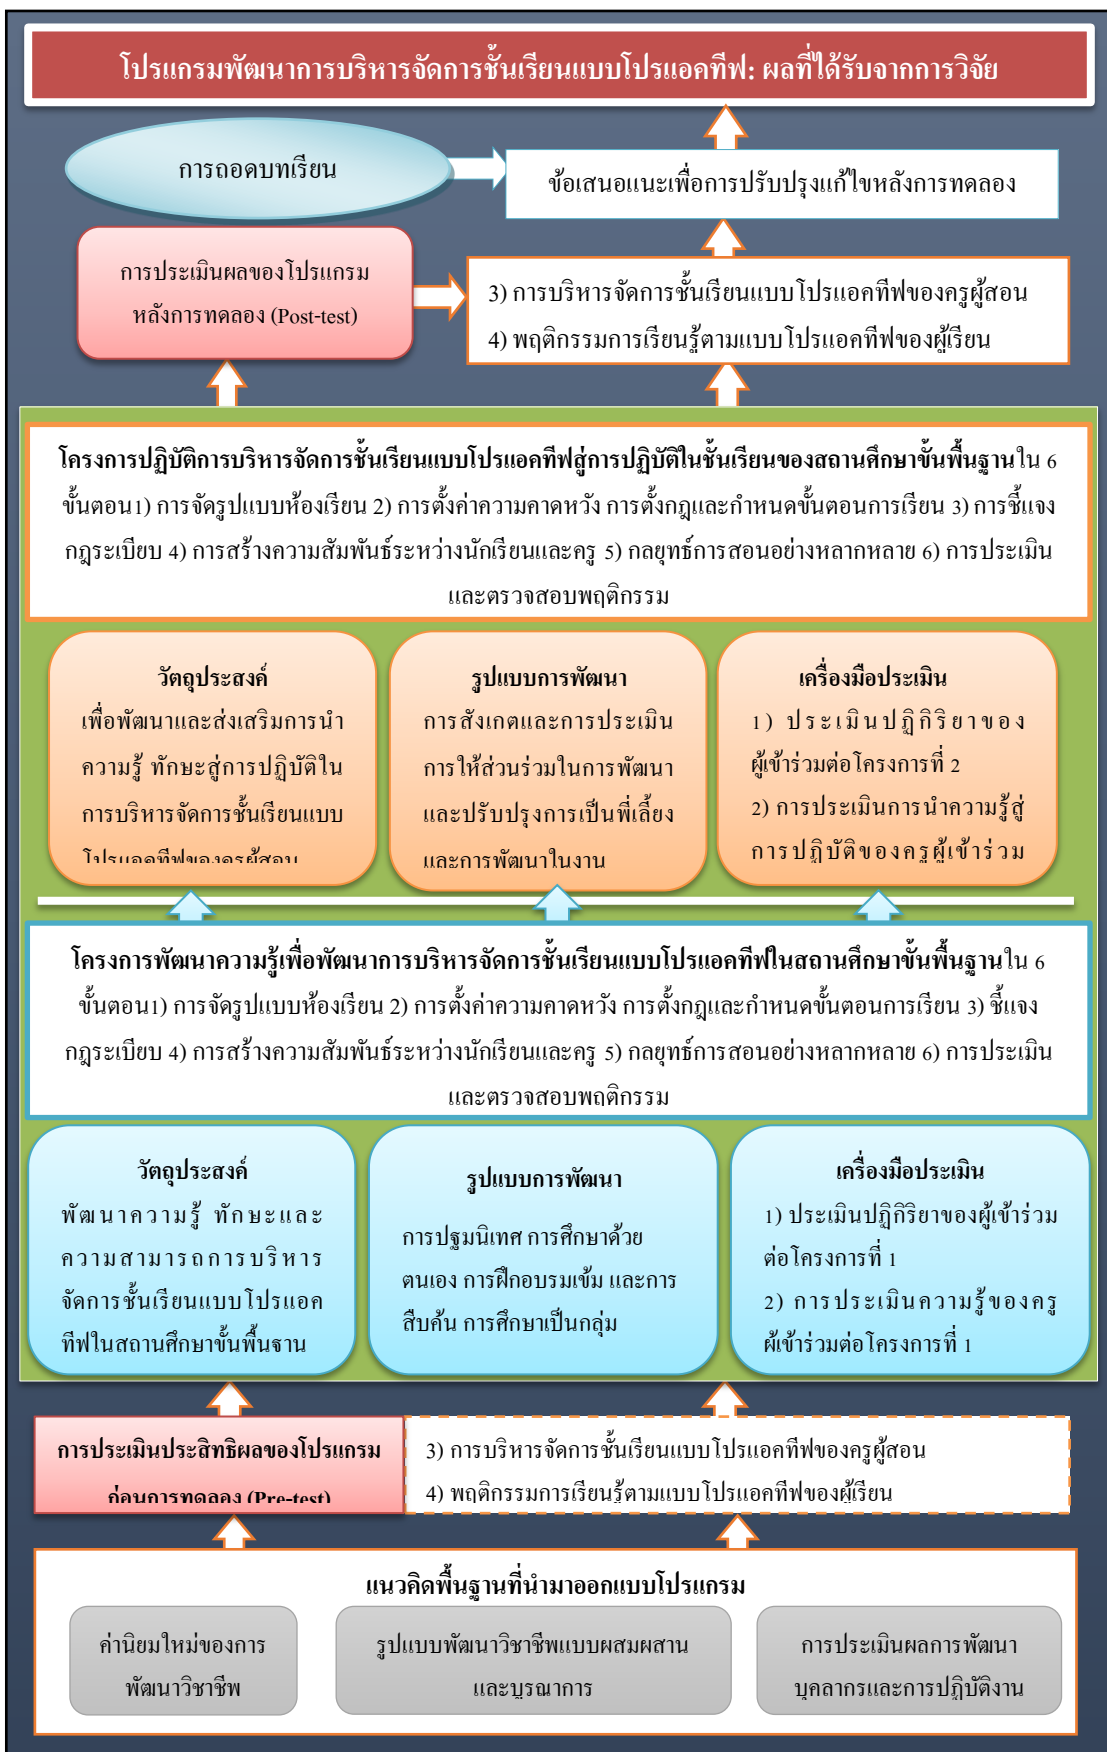 โปรแกรมพัฒนาการบริหารจัดการชั้นเรียนแบบโปรแอคทีฟ: ผลที่ได้รับจากการวิจัย
การถอดบทเรียน
ข้อเสนอแนะเพื่อการปรับปรุงแก้ไขหลังการทดลอง
การประเมินผลของโปรแกรม
หลังการทดลอง (Post-test)
3) การบริหารจัดการชั้นเรียนแบบโปรแอคทีฟของครูผู้สอน
4) พฤติกรรมการเรียนรู้ตามแบบโปรแอคทีฟของผู้เรียน
โครงการปฏิบัติการบริหารจัดการชั้นเรียนแบบโปรแอคทีฟสู่การปฏิบัติในชั้นเรียนของสถานศึกษาขั้นพื้นฐานใน 6
ขั้นตอน1) การจัดรูปแบบห้องเรียน 2) การตั้งค่าความคาดหวัง การตั้งกฎและกำหนดขั้นตอนการเรียน 3) การชี้แจง
กฎระเบียบ 4) การสร้างความสัมพันธ์ระหว่างนักเรียนและครู 5) กลยุทธ์การสอนอย่างหลากหลาย 6) การประเมิน
และตรวจสอบพฤติกรรม
วัตถุประสงค์
เพื่อพัฒนาและส่งเสริมการนำ
ความรู้ ทักษะสู่การปฏิบัติใน
การบริหารจัดการชั้นเรียนแบบ
โปรแอคทีฟของครูผู้สอน
รูปแบบการพัฒนา
การสังเกตและการประเมิน
การให้ส่วนร่วมในการพัฒนา
และปรับปรุงการเป็นพี่เลี้ยง
และการพัฒนาในงาน
เครื่องมือประเมิน
1) ประเมินปฏิกิริยาของ
ผู้เข้าร่วมต่อโครงการที่ 2
2) การประเมินการนำความรู้สู่
การปฏิบัติของครูผู้เข้าร่วม
โครงการพัฒนาความรู้เพื่อพัฒนาการบริหารจัดการชั้นเรียนแบบโปรแอคทีฟในสถานศึกษาขั้นพื้นฐานใน 6
ขั้นตอน1) การจัดรูปแบบห้องเรียน 2) การตั้งค่าความคาดหวัง การตั้งกฎและกำหนดขั้นตอนการเรียน 3) ชี้แจง
กฎระเบียบ 4) การสร้างความสัมพันธ์ระหว่างนักเรียนและครู 5) กลยุทธ์การสอนอย่างหลากหลาย 6) การประเมิน
และตรวจสอบพฤติกรรม
วัตถุประสงค์
พัฒนาความรู้ ทักษะและ
ความสามารถการบริหาร
จัดการชั้นเรียนแบบโปรแอค
ทีฟในสถานศึกษาขั้นพื้นฐาน
รูปแบบการพัฒนา
การปฐมนิเทศ การศึกษาด้วย
ตนเอง การฝึกอบรมเข้ม และการ
สืบค้น การศึกษาเป็นกลุ่ม
เครื่องมือประเมิน
1) ประเมินปฏิกิริยาของผู้เข้าร่วม
ต่อโครงการที่ 1
2) การประเมินความรู้ของครู
ผู้เข้าร่วมต่อโครงการที่ 1
การประเมินประสิทธิผลของโปรแกรม
ก่อนการทดลอง (Pre-test)
3) การบริหารจัดการชั้นเรียนแบบโปรแอคทีฟของครูผู้สอน
4) พฤติกรรมการเรียนรู้ตามแบบโปรแอคทีฟของผู้เรียน
แนวคิดพื้นฐานที่นำมาออกแบบโปรแกรม
ค่านิยมใหม่ของการ
พัฒนาวิชาชีพ
รูปแบบพัฒนาวิชาชีพแบบผสมผสาน
และบูรณาการ
การประเมินผลการพัฒนา
บุคลากรและการปฏิบัติงาน